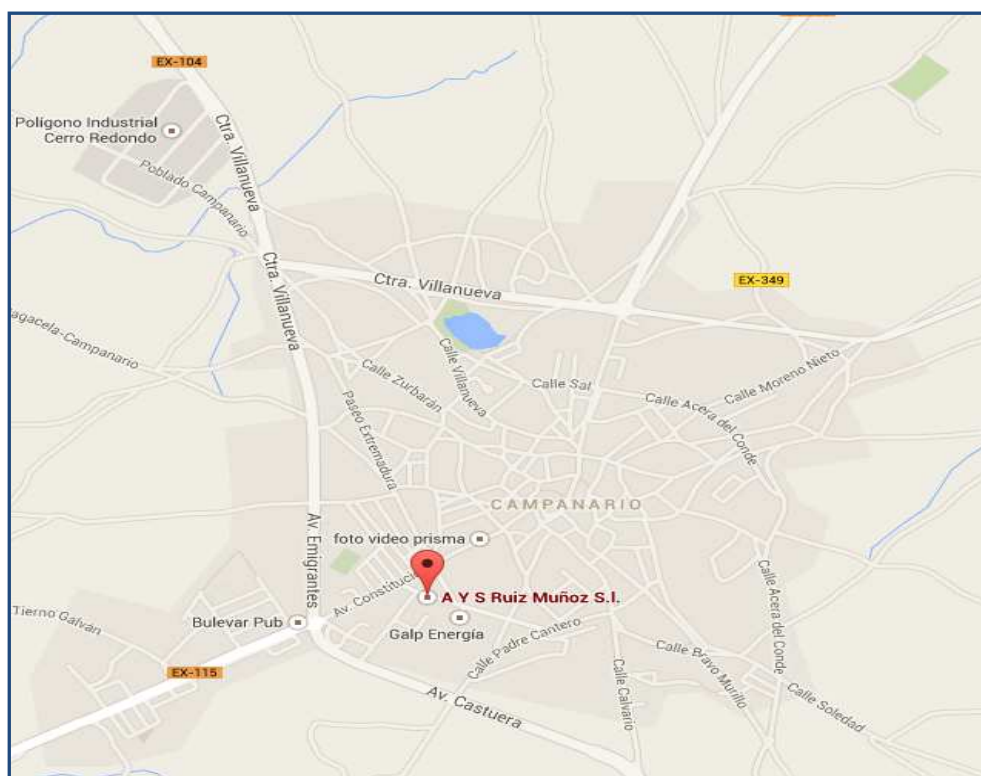 EX-104
Polígono Industrial
Cerro Redondo
Ctra. Villanueva
Poblado Campanario
Ctra. Villanueva
Ctra. Villanueva
EX-349
agacela-Campanario
Calle Zurbarán
Calle Villanueva
Calle Sal
Calle Moreno Nieto
Calle Acera del Conde
Paseo Extremadura
CAMPANARIO
Av. Emigrantes
foto video prisma
Av. Constitució
A Y S Ruiz Muñoz S.l.
Calle Acera del Conde
Tierno Galván
Bulevar Pub
Galp Energía
Calle Padre Cantero
EX-115
Av. Castuera
Calle Calvario
Calle Bravo Murillo
Calle Soledad